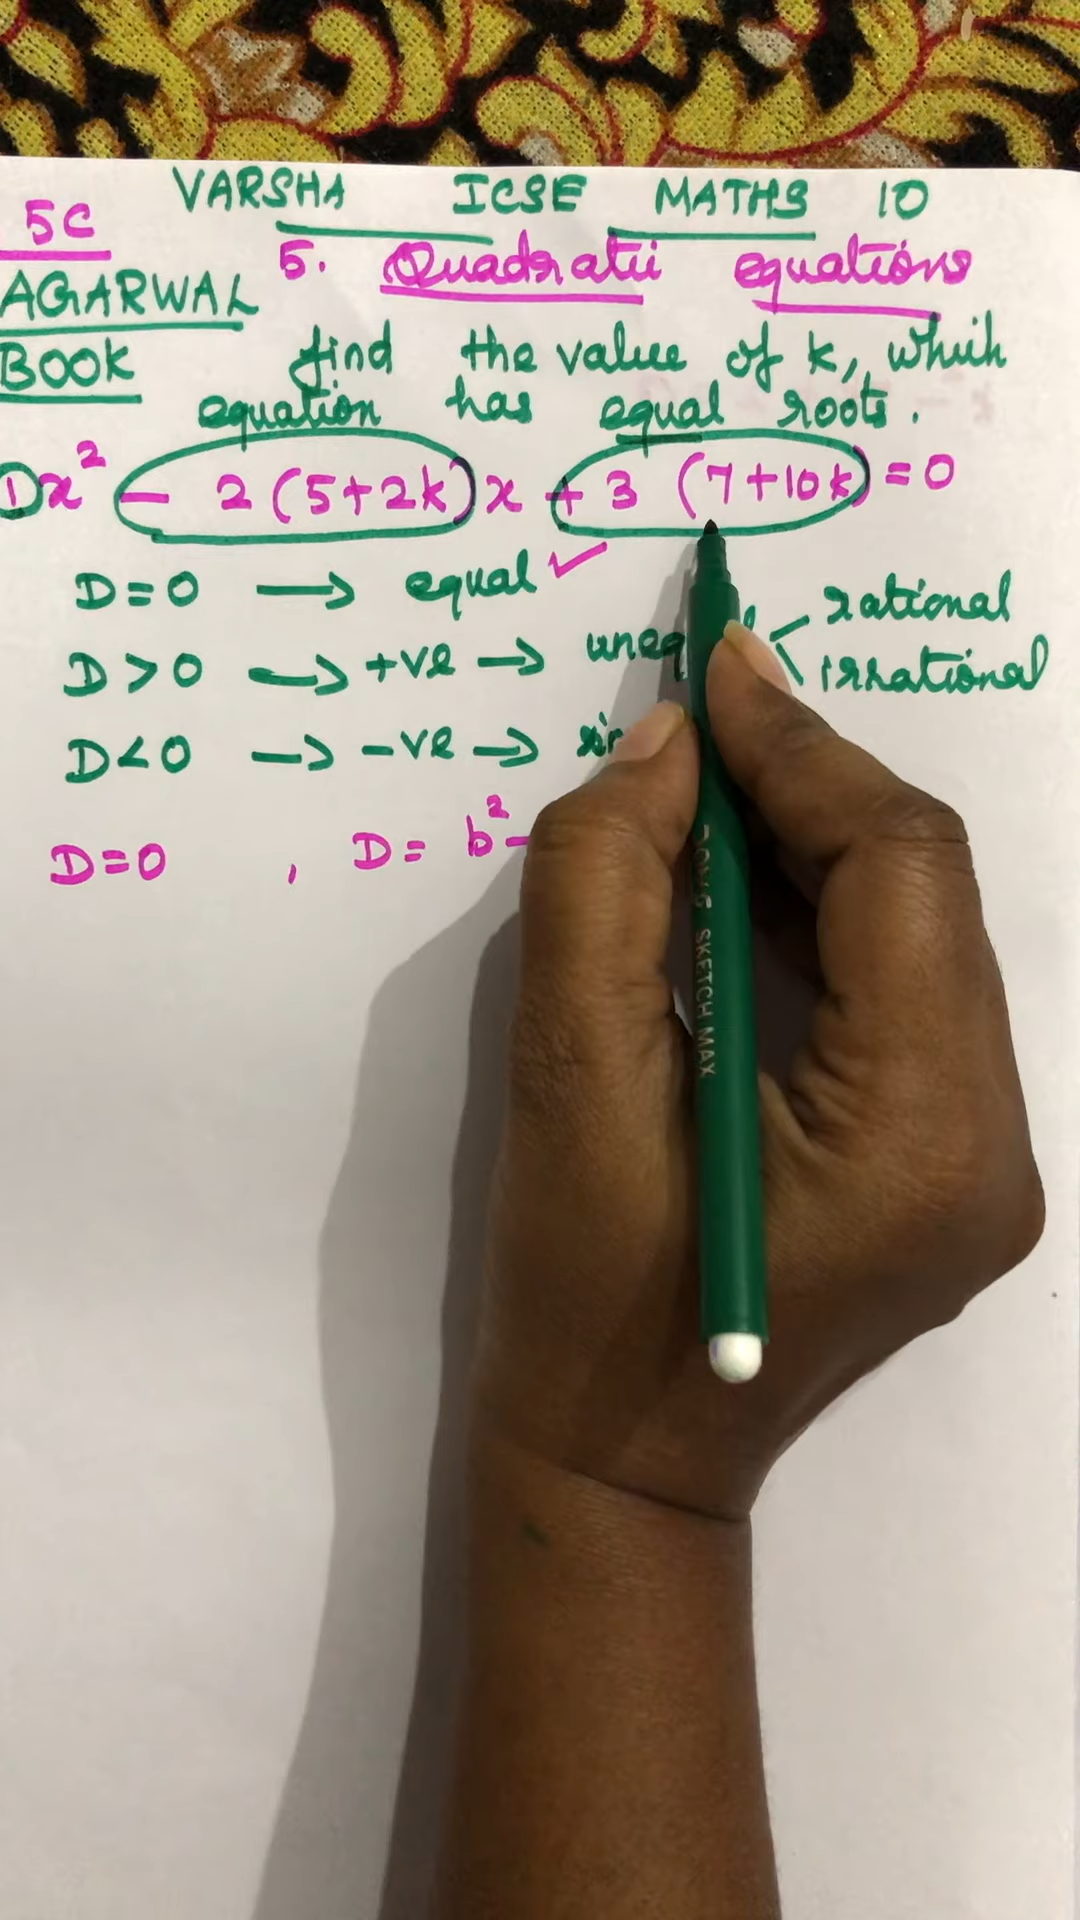 VARSHA ICSE MATHS 10
5C
5. Quadratic equations
AGARWAL
BOOK
find the value of k, which
equation has equal roots.
1) x² - 2 (5+2k) x + 3 (7+10k) = 0
D=0 → equal ✓
D>0 → +ve → rational
irrational
D<0 → -ve →
D=0 , D= b² -
SKETCH MAX